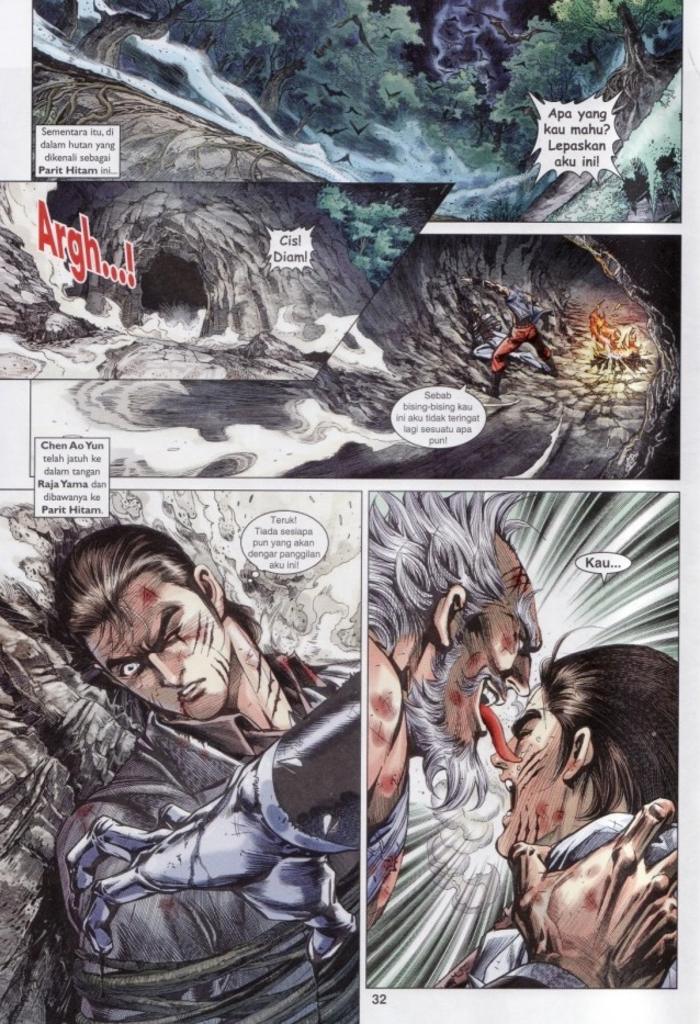 Sementara itu, di
dalam hutan yang
dikenali sebagai
Parit Hitam ini...
Apa yang
kau mahu?
Lepaskan
aku ini!
Argh...!
Cis!
Diam!
Sebab
bising-bising kau
ini aku tidak teringat
lagi sesuatu apa
pun!
Chen Ao Yun
telah jatuh ke
dalam tangan
Raja Yama dan
dibawanya ke
Parit Hitam.
Teruk!
Tiada sesiapa
pun yang akan
dengar panggilan
aku ini!
Kau...
32